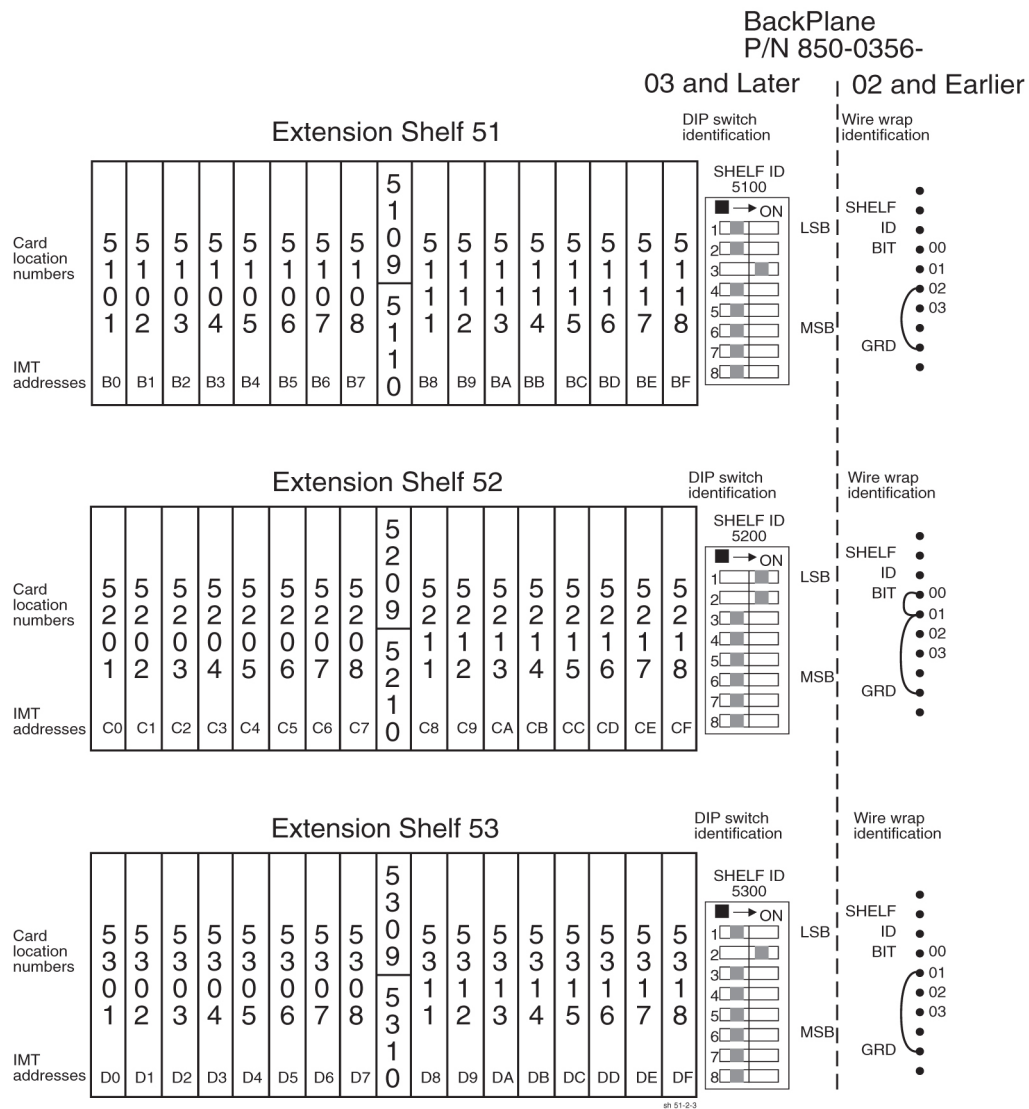 BackPlane
P/N 850-0356-
03 and Later
02 and Earlier
Extension Shelf 51
DIP switch
identification
Wire wrap
identification
Card
location
numbers
5101 5102 5103 5104 5105 5106 5107 5108 5109 5110 5111 5112 5113 5114 5115 5116 5117 5118
IMT
addresses
B0 B1 B2 B3 B4 B5 B6 B7 B8 B9 BA BB BC BD BE BF
SHELF ID
5100
ON
1
2
3
4
5
6
7
8
LSB
MSB
SHELF
ID
BIT
00
01
02
03
GRD
Extension Shelf 52
DIP switch
identification
Wire wrap
identification
Card
location
numbers
5201 5202 5203 5204 5205 5206 5207 5208 5209 5210 5211 5212 5213 5214 5215 5216 5217 5218
IMT
addresses
C0 C1 C2 C3 C4 C5 C6 C7 C8 C9 CA CB CC CD CE CF
SHELF ID
5200
ON
1
2
3
4
5
6
7
8
LSB
MSB
SHELF
ID
BIT
00
01
02
03
GRD
Extension Shelf 53
DIP switch
identification
Wire wrap
identification
Card
location
numbers
5301 5302 5303 5304 5305 5306 5307 5308 5309 5310 5311 5312 5313 5314 5315 5316 5317 5318
IMT
addresses
D0 D1 D2 D3 D4 D5 D6 D7 D8 D9 DA DB DC DD DE DF
SHELF ID
5300
ON
1
2
3
4
5
6
7
8
LSB
MSB
SHELF
ID
BIT
00
01
02
03
GRD
sh 51-2-3